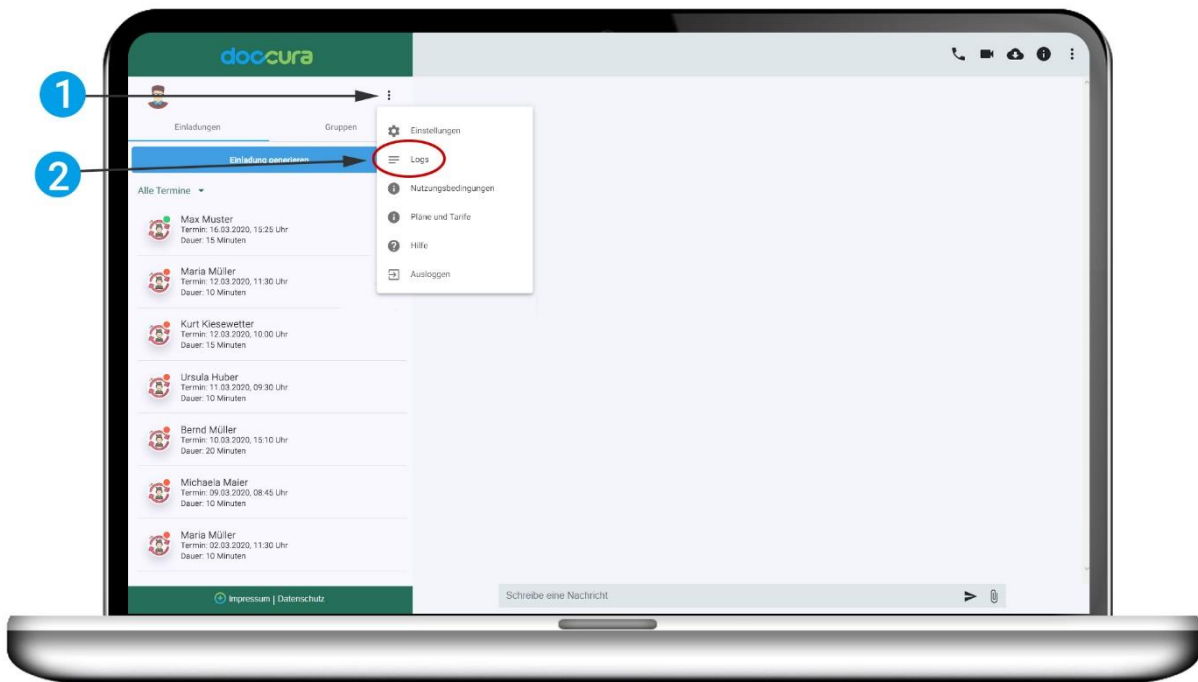 doccura
1
Einladungen
Gruppen
Einladung generieren
2
Alle Termine
Einstellungen
Logs
Nutzungsbedingungen
Pläne und Tarife
Hilfe
Ausloggen
Max Muster
Termin: 16.03.2020, 15:25 Uhr
Dauer: 15 Minuten
Maria Müller
Termin: 12.03.2020, 11:30 Uhr
Dauer: 10 Minuten
Kurt Kiesewetter
Termin: 12.03.2020, 10:00 Uhr
Dauer: 15 Minuten
Ursula Huber
Termin: 11.03.2020, 09:30 Uhr
Dauer: 10 Minuten
Bernd Müller
Termin: 10.03.2020, 15:10 Uhr
Dauer: 20 Minuten
Michaela Maier
Termin: 09.03.2020, 08:45 Uhr
Dauer: 10 Minuten
Maria Müller
Termin: 02.03.2020, 11:30 Uhr
Dauer: 10 Minuten
Impressum | Datenschutz
Schreibe eine Nachricht